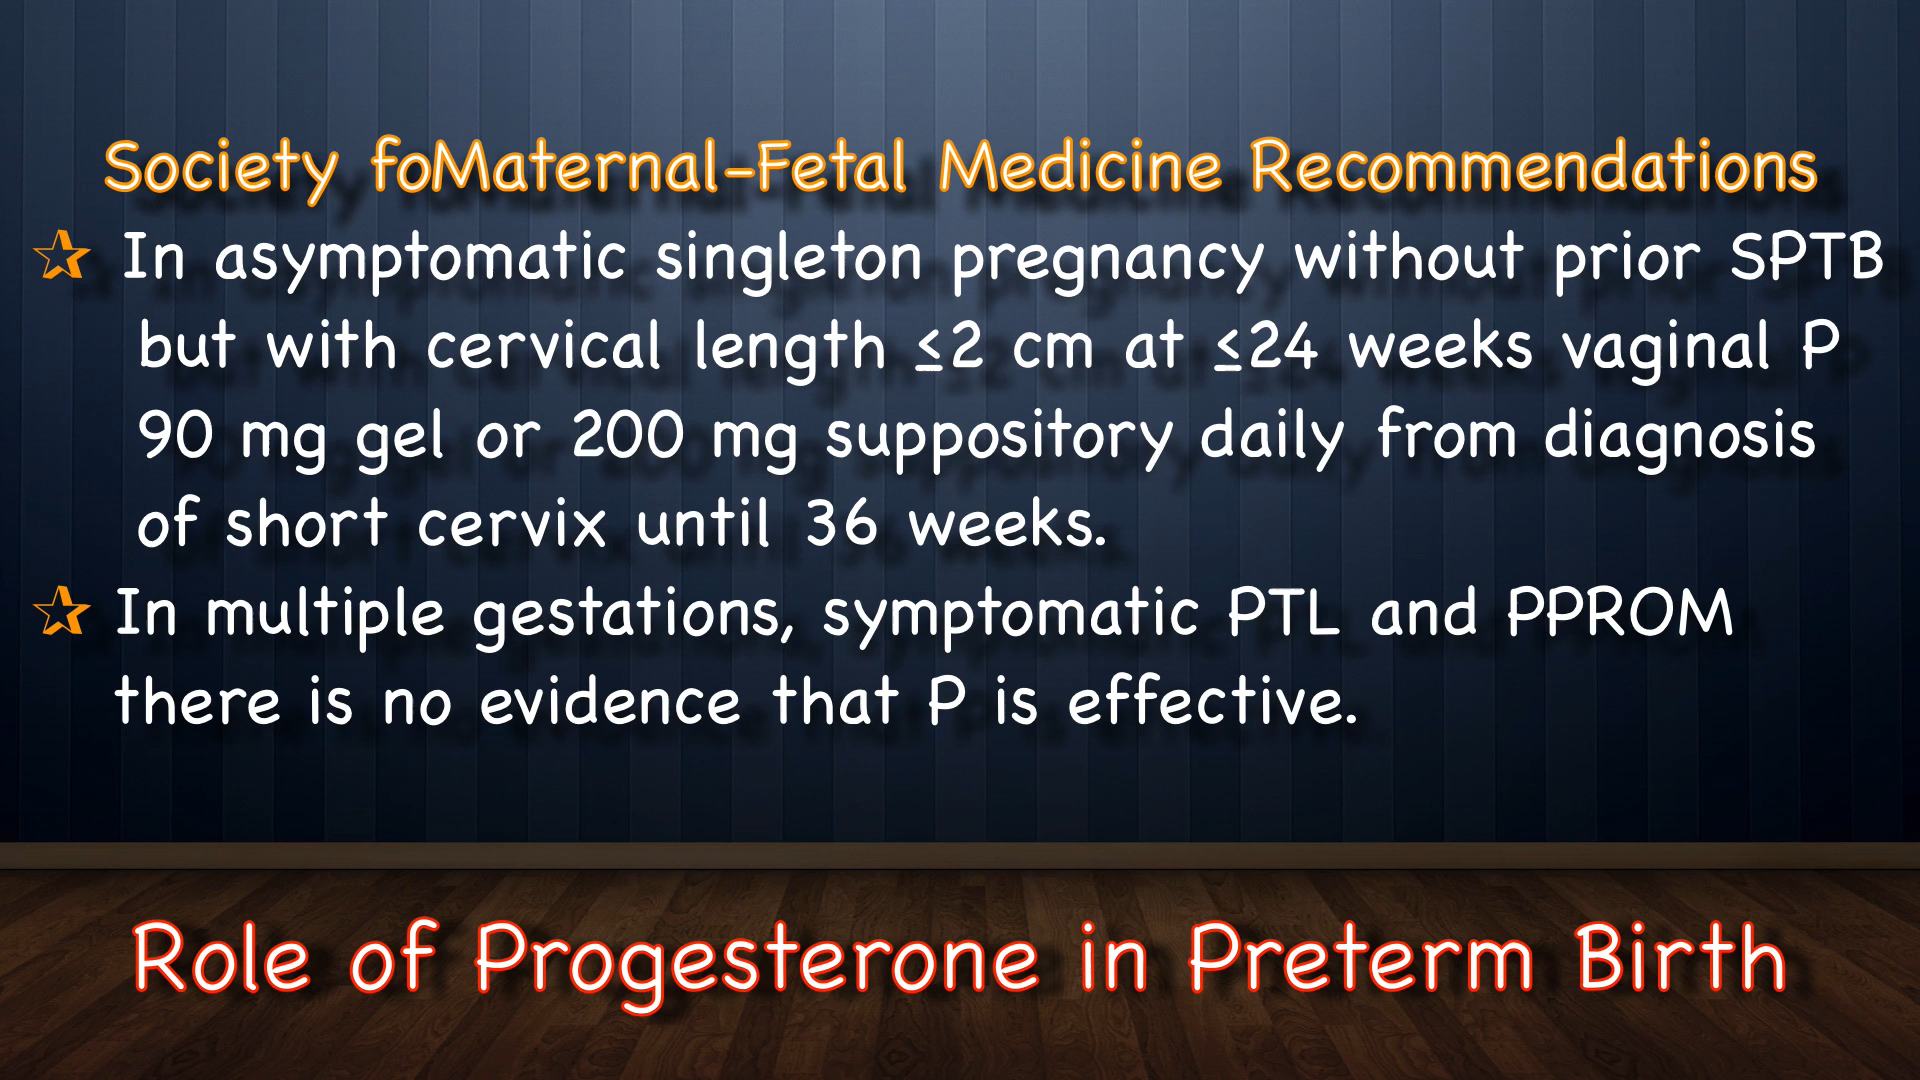 Society foMaternal-Fetal Medicine Recommendations
☆ In asymptomatic singleton pregnancy without prior SPTB
but with cervical length ≤2 cm at ≤24 weeks vaginal P
90 mg gel or 200 mg suppository daily from diagnosis
of short cervix until 36 weeks.
☆ In multiple gestations, symptomatic PTL and PPROM
there is no evidence that P is effective.
Role of Progesterone in Preterm Birth